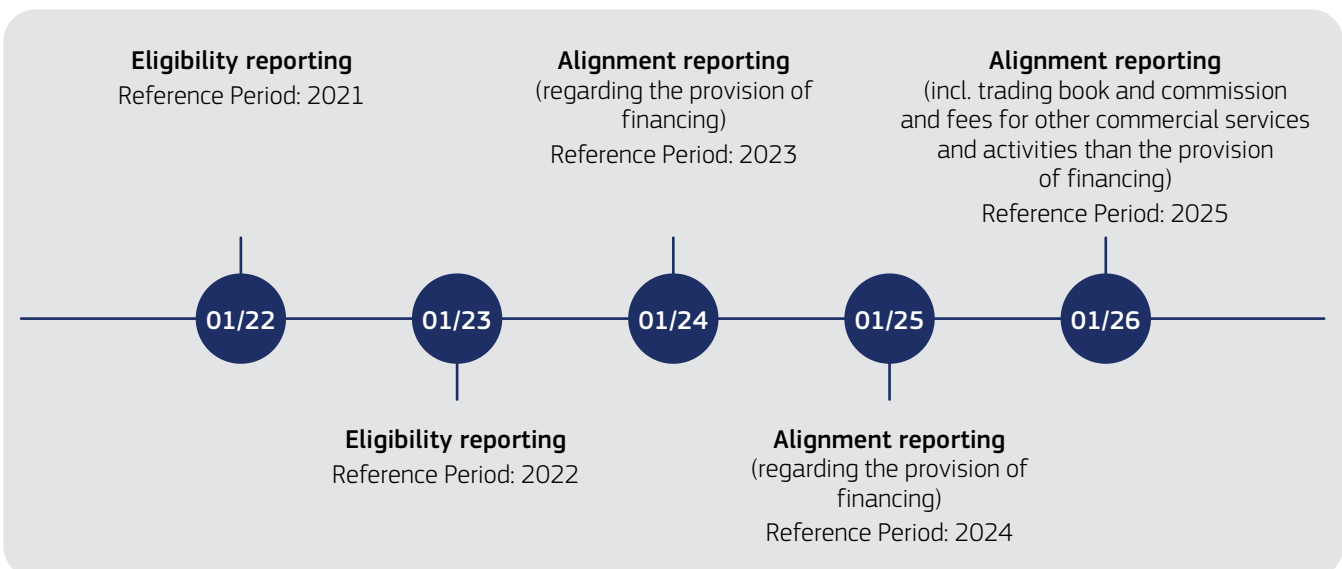 Eligibility reporting
Reference Period: 2021
Alignment reporting
(regarding the provision of
financing)
Reference Period: 2023
Alignment reporting
(incl. trading book and commission
and fees for other commercial services
and activities than the provision
of financing)
Reference Period: 2025
01/22
01/23
01/24
01/25
01/26
Eligibility reporting
Reference Period: 2022
Alignment reporting
(regarding the provision of
financing)
Reference Period: 2024